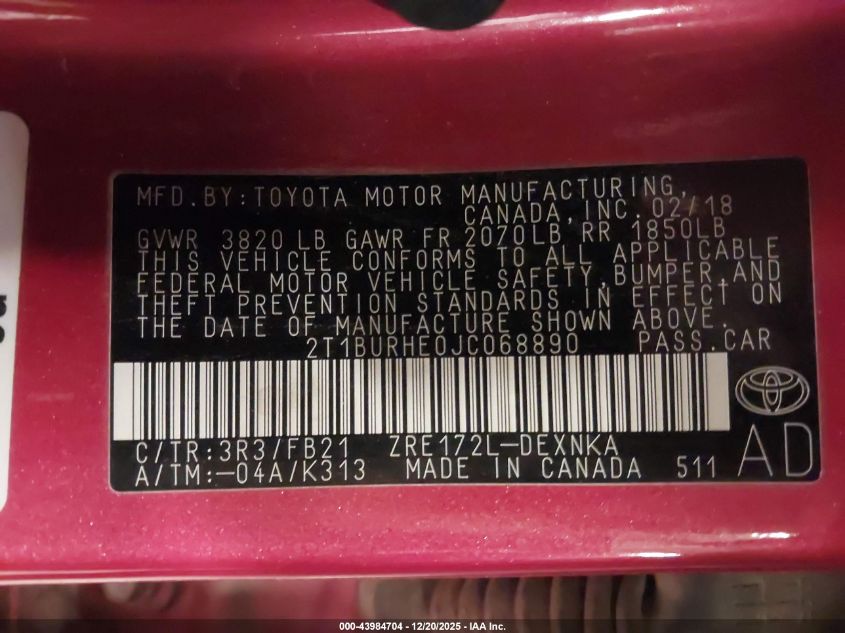 MFD.BY:TOYOTA MOTOR MANUFACTURING,
CANADA,INC.02/18
GVWR 3820 LB GAWR FR 2070LB RR 1850LB
THIS VEHICLE CONFORMS TO ALL APPLICABLE
FEDERAL MOTOR VEHICLE SAFETY,BUMPER,AND
THEFT PREVENTION STANDARDS IN EFFECT ON
THE DATE OF MANUFACTURE SHOWN ABOVE.
2T1BURHE0JC068890 PASS.CAR
C/TR:3R3/FB21 ZRE172L-DEXNKA
A/TM:-04A/K313 MADE IN CANADA 511
AD
000-43984704 - 12/20/2025 - IAA Inc.